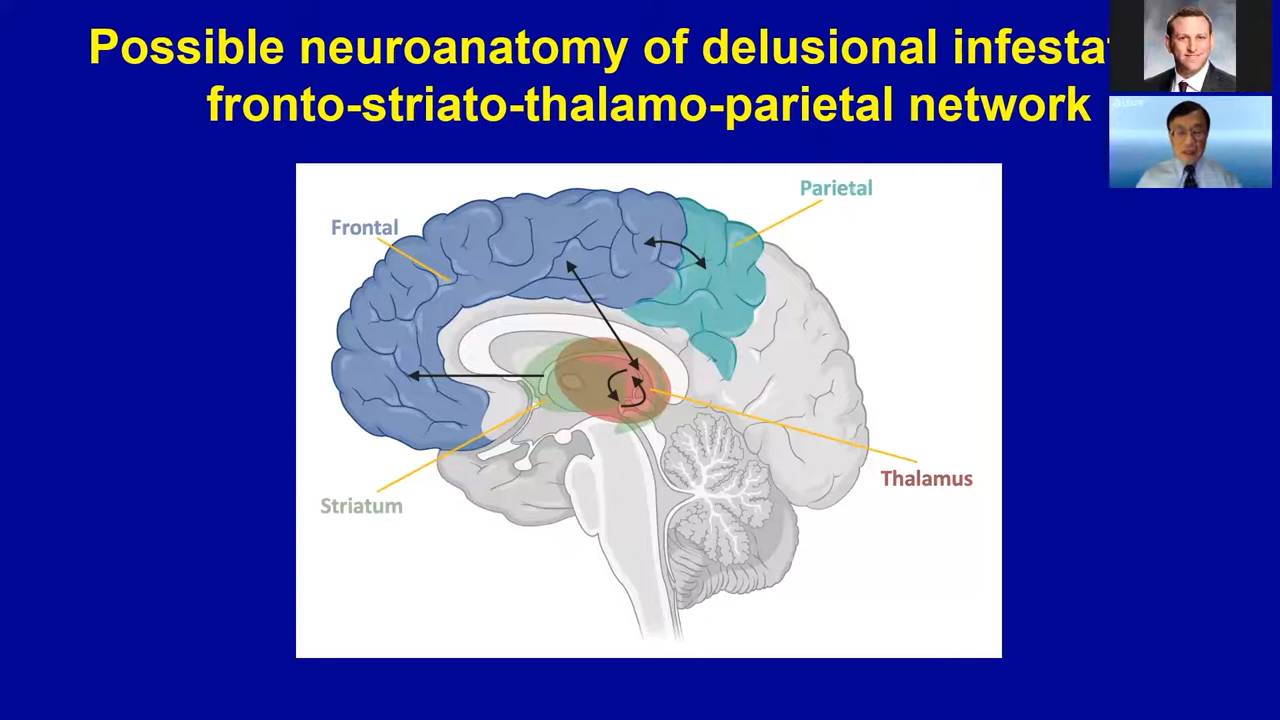 Possible neuroanatomy of delusional infesta
fronto-striato-thalamo-parietal network
Parietal
Frontal
Thalamus
Striatum